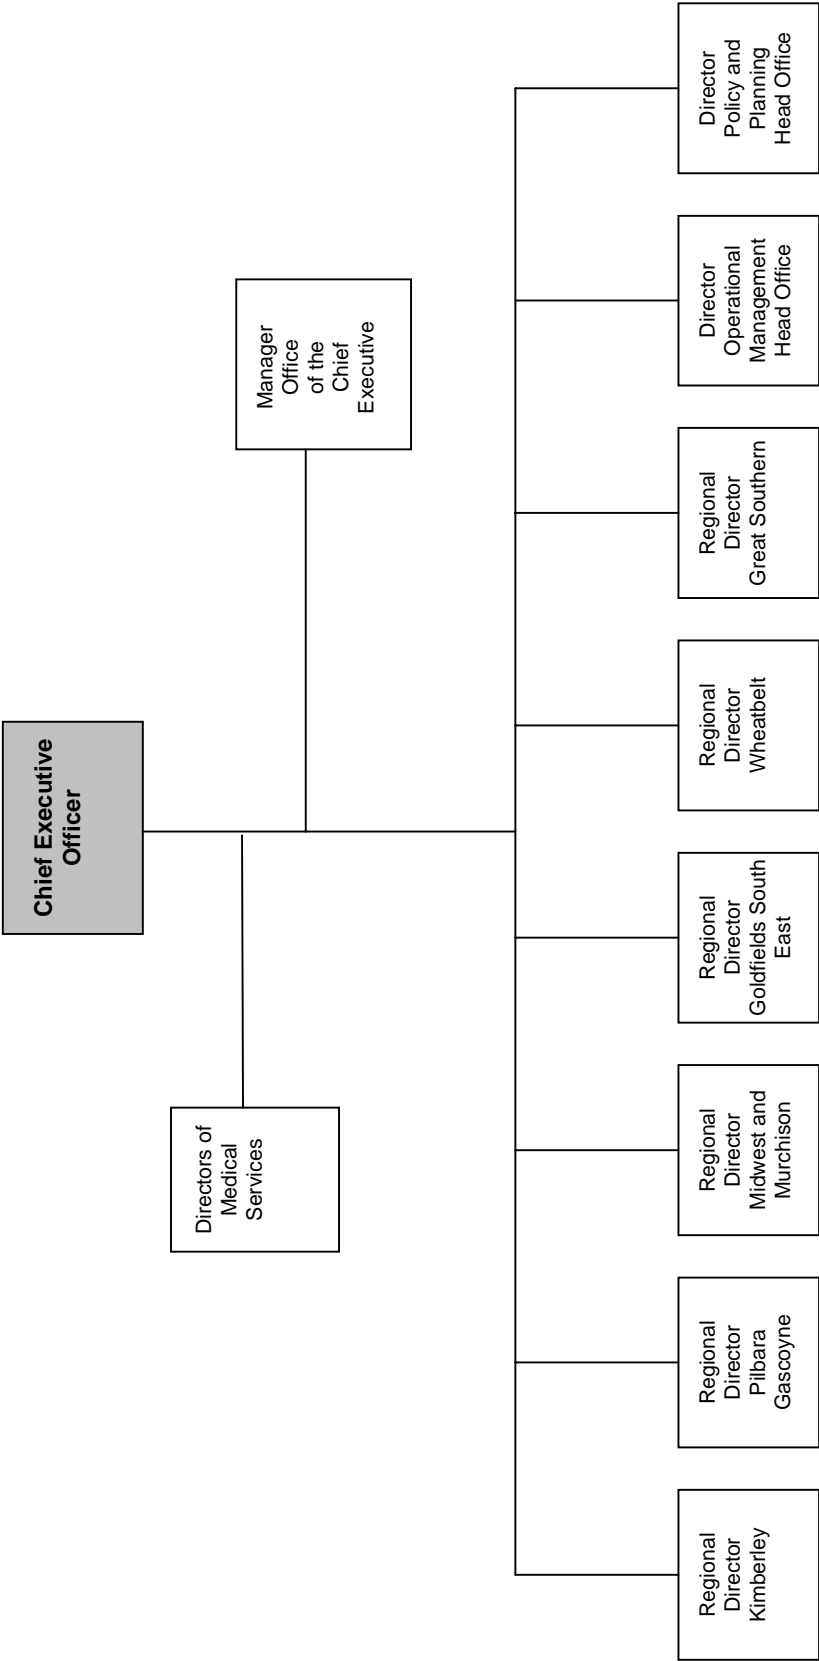 Chief Executive
Officer
Directors of
Medical
Services
Manager
Office
of the
Chief
Executive
Regional
Director
Kimberley
Regional
Director
Pilbara
Gascoyne
Regional
Director
Midwest and
Murchison
Regional
Director
Goldfields South
East
Regional
Director
Wheatbelt
Regional
Director
Great Southern
Director
Operational
Management
Head Office
Director
Policy and
Planning
Head Office